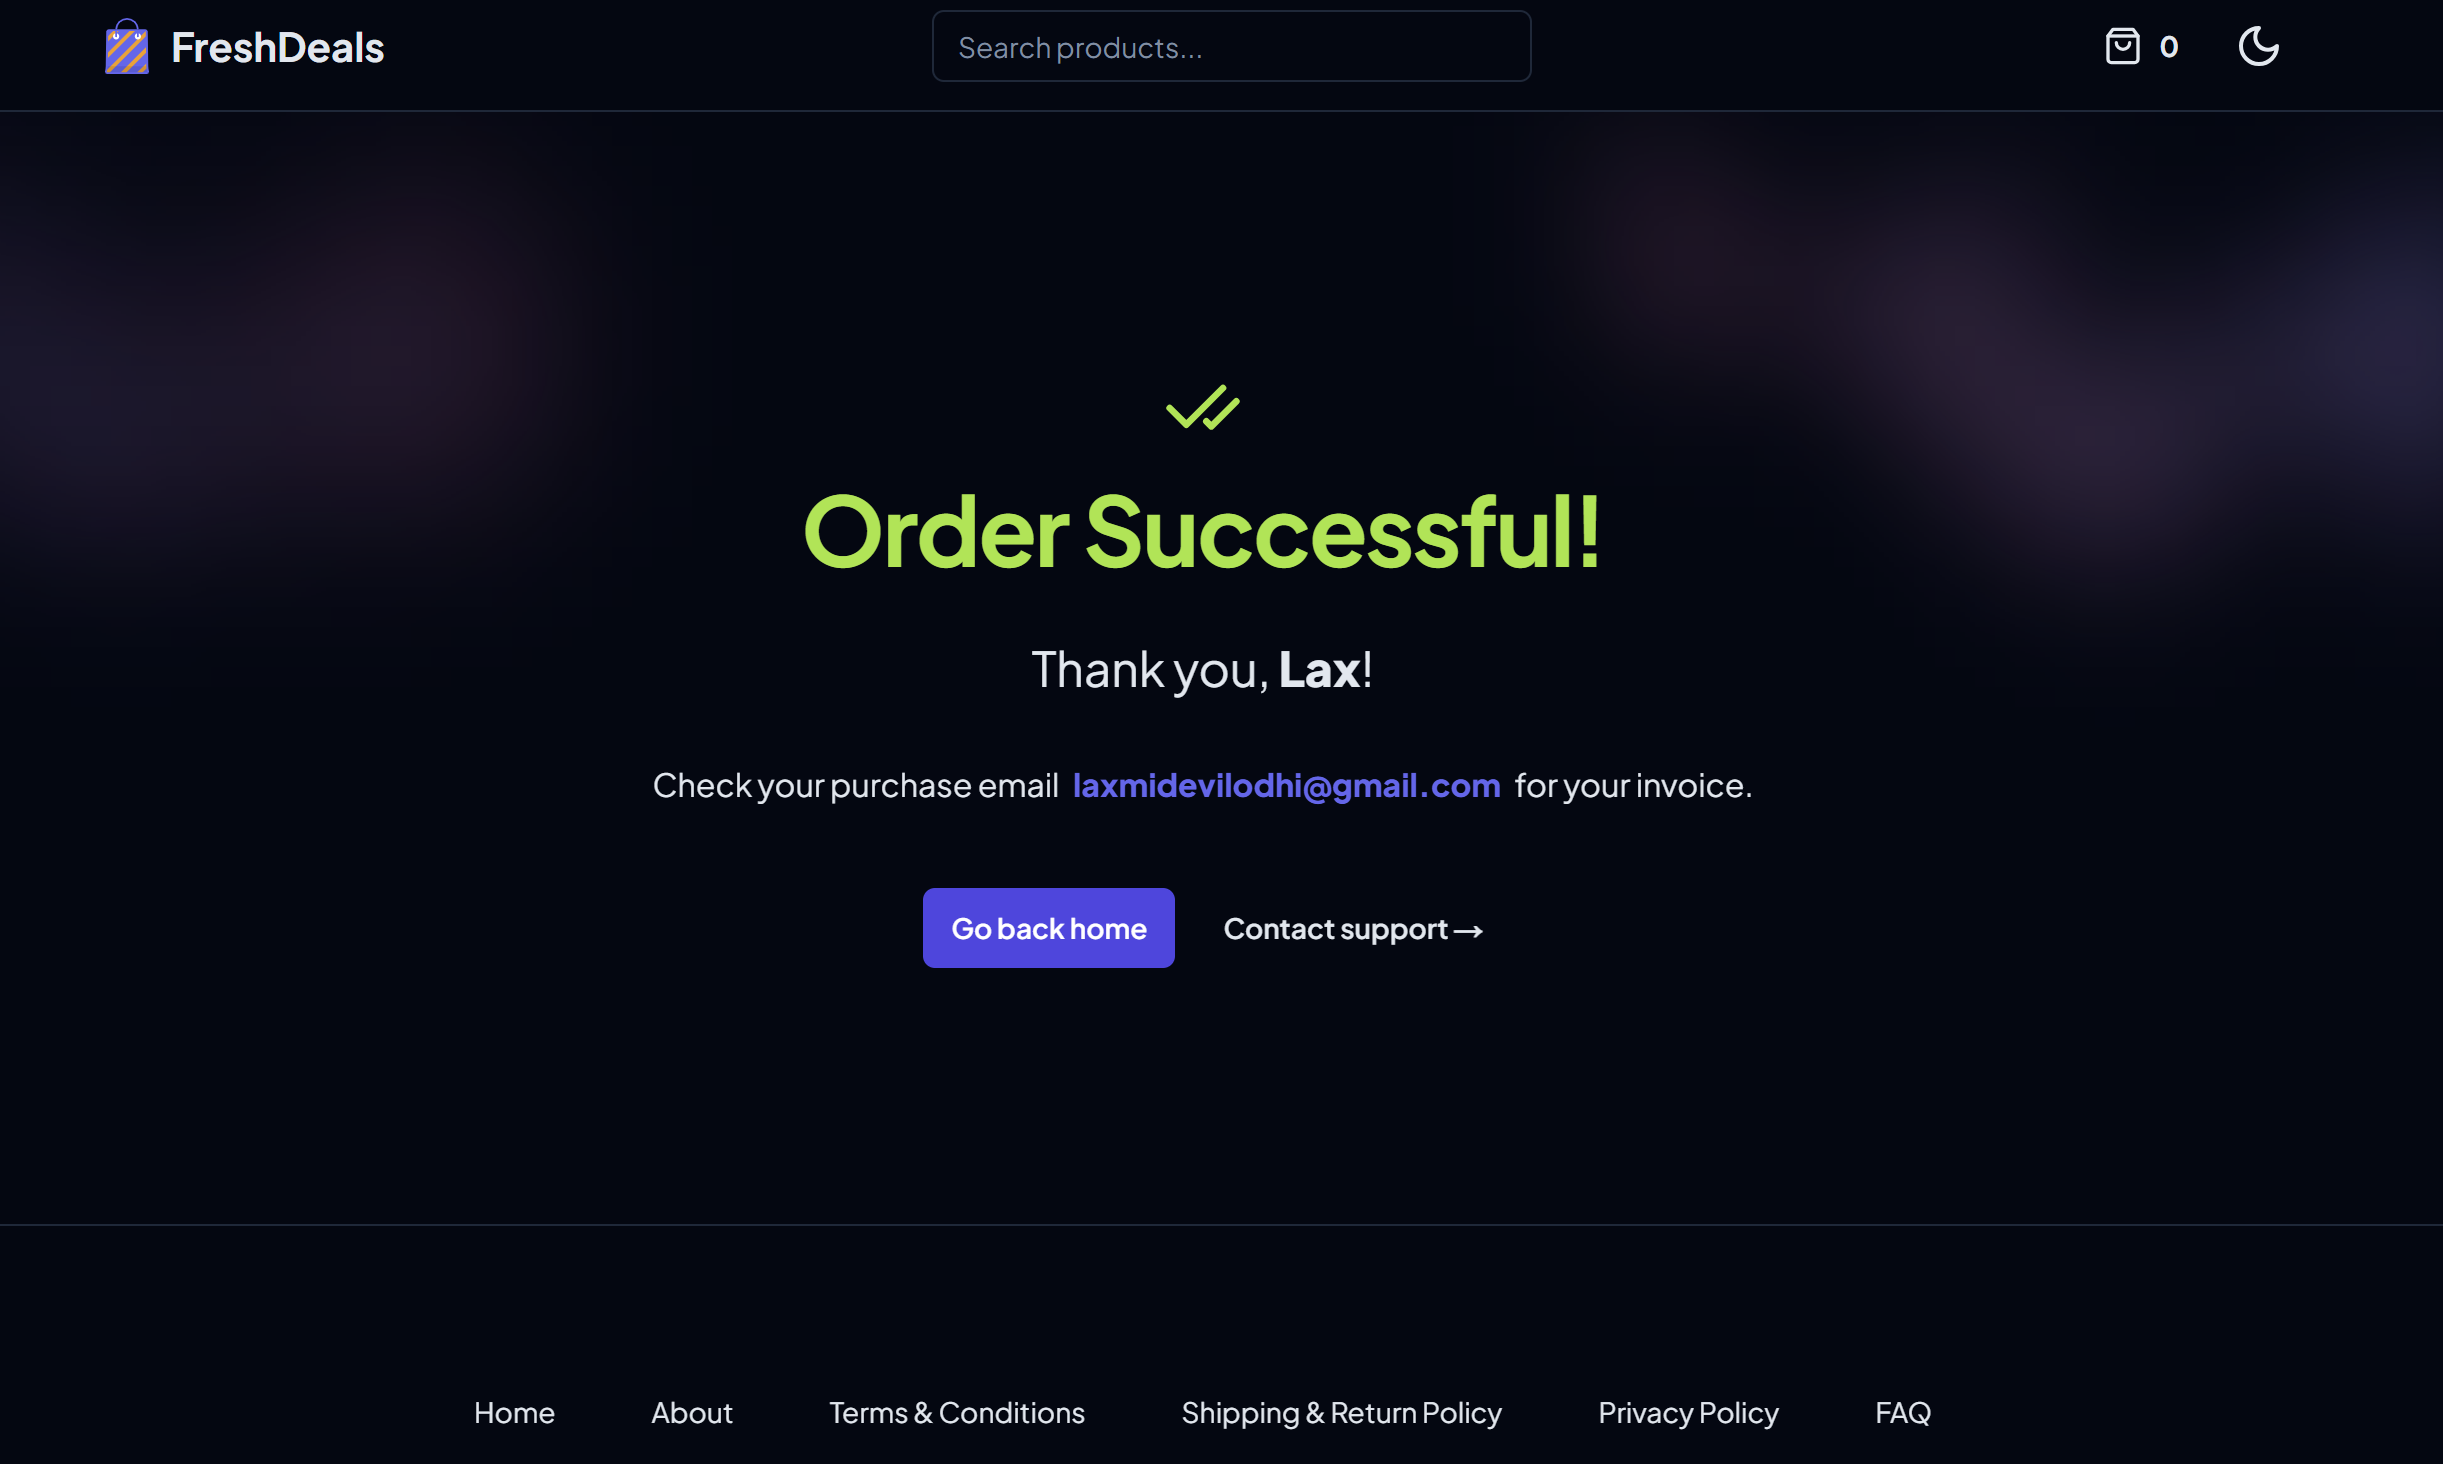 FreshDeals
Search products...
0
Order Successful!
Thank you, Lax!
Check your purchase email laxmidevilodhi@gmail.com for your invoice.
Go back home
Contact support →
Home About Terms & Conditions Shipping & Return Policy Privacy Policy FAQ